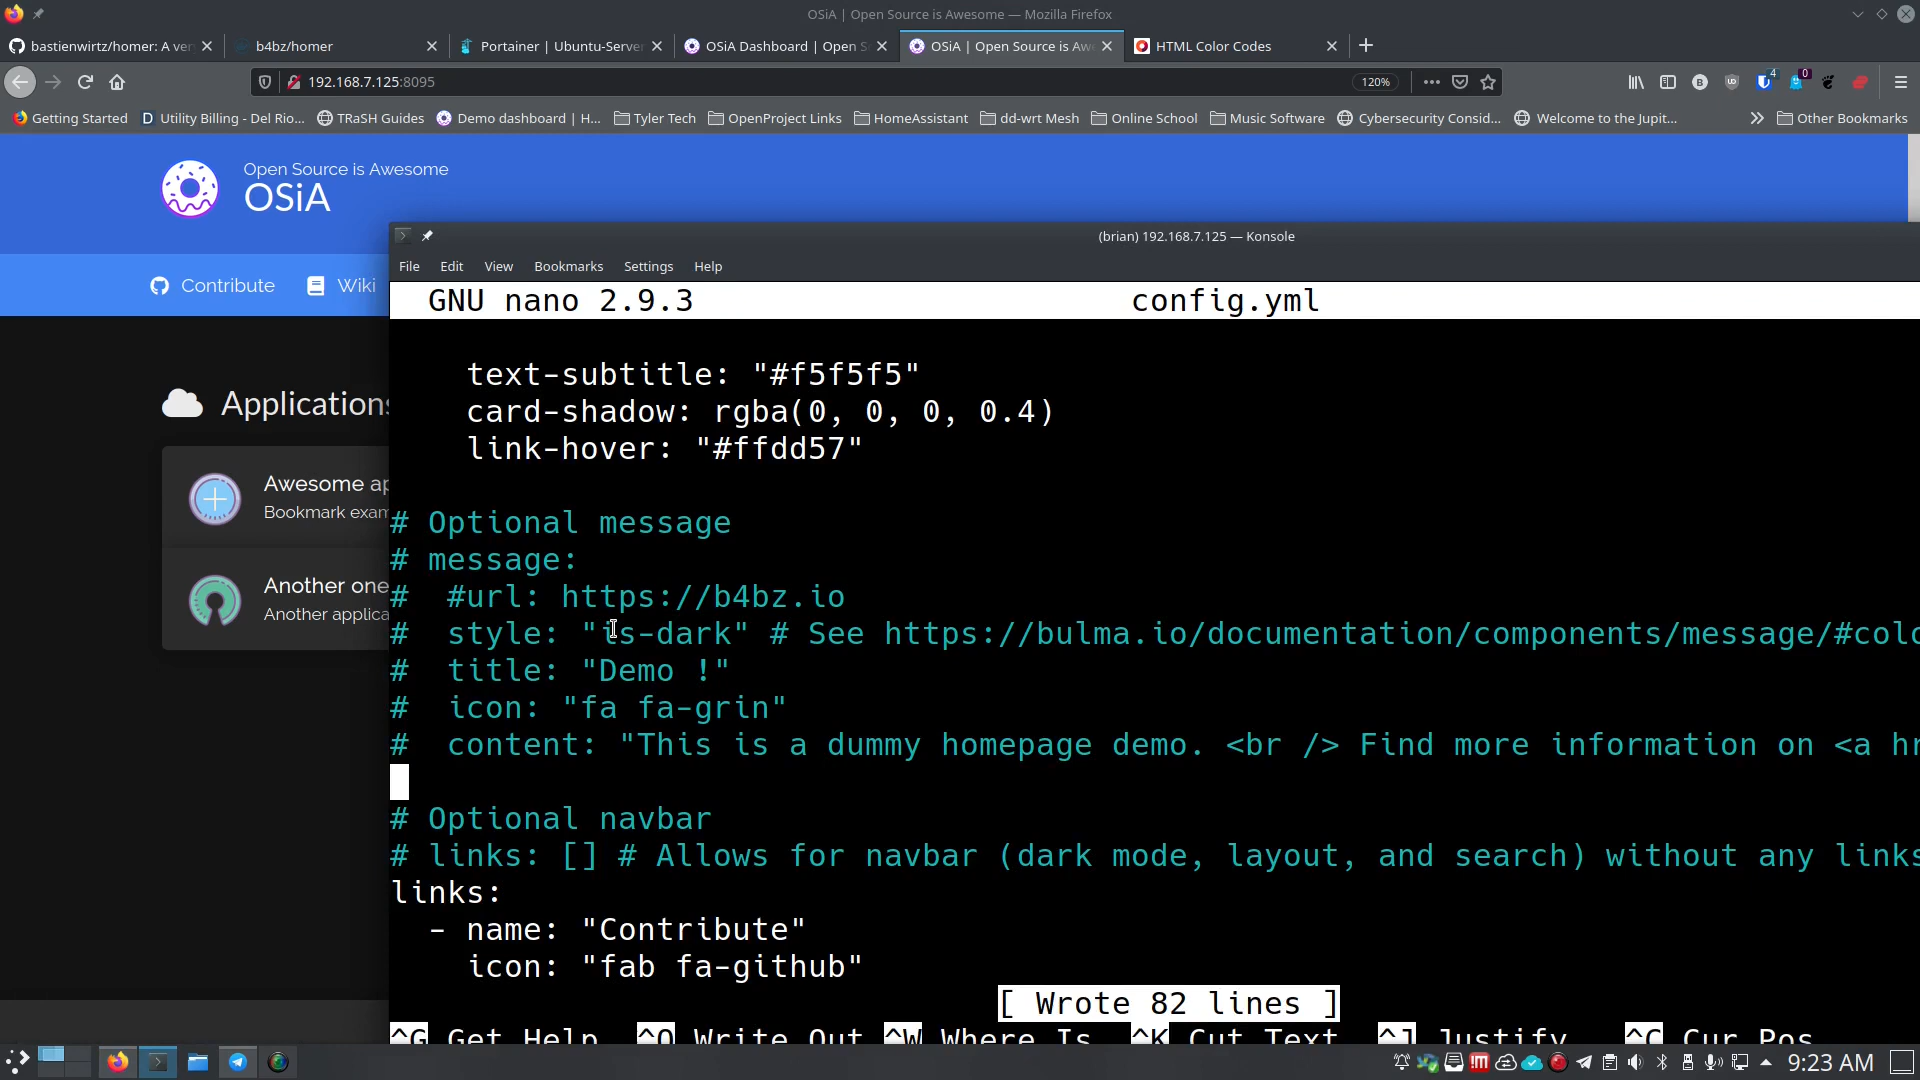 OSiA | Open Source is Awesome — Mozilla Firefox
bastienwirtz/homer: A ver
b4bz/homer
Portainer | Ubuntu-Serve
OSiA Dashboard | Open S
OSiA | Open Source is Aw
HTML Color Codes
192.168.7.125:8095
120%
4
0
Getting Started
Utility Billing - Del Rio...
TRaSH Guides
Demo dashboard | H...
Tyler Tech
OpenProject Links
HomeAssistant
dd-wrt Mesh
Online School
Music Software
Cybersecurity Consid...
Welcome to the Jupit...
Other Bookmarks
Open Source is Awesome
OSiA
Contribute
Wiki
Applications
Awesome ap
Bookmark exam
Another one
Another applica
(brian) 192.168.7.125 — Konsole
File Edit View Bookmarks Settings Help
GNU nano 2.9.3 config.yml
text-subtitle: "#f5f5f5"
card-shadow: rgba(0, 0, 0, 0.4)
link-hover: "#ffdd57"
# Optional message
# message:
#  #url: https://b4bz.io
#  style: "is-dark" # See https://bulma.io/documentation/components/message/#colo
#  title: "Demo !"
#  icon: "fa fa-grin"
#  content: "This is a dummy homepage demo. <br /> Find more information on <a hr
# Optional navbar
# links: [] # Allows for navbar (dark mode, layout, and search) without any links
links:
- name: "Contribute"
icon: "fab fa-github"
[ Wrote 82 lines ]
^G Get Help ^O Write Out ^W Where Is ^K Cut Text ^J Justify ^C Cur Pos
9:23 AM